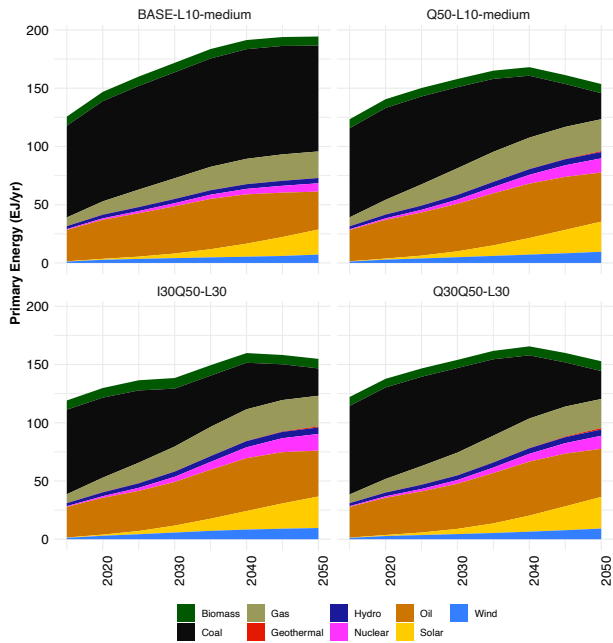 BASE-L10-medium
Q50-L10-medium
200
150
100
50
0
I30Q50-L30
Q30Q50-L30
200
150
100
50
0
Primary Energy (EJ/yr)
2020
2030
2040
2050
2020
2030
2040
2050
Biomass Gas Hydro Oil Wind
Coal Geothermal Nuclear Solar